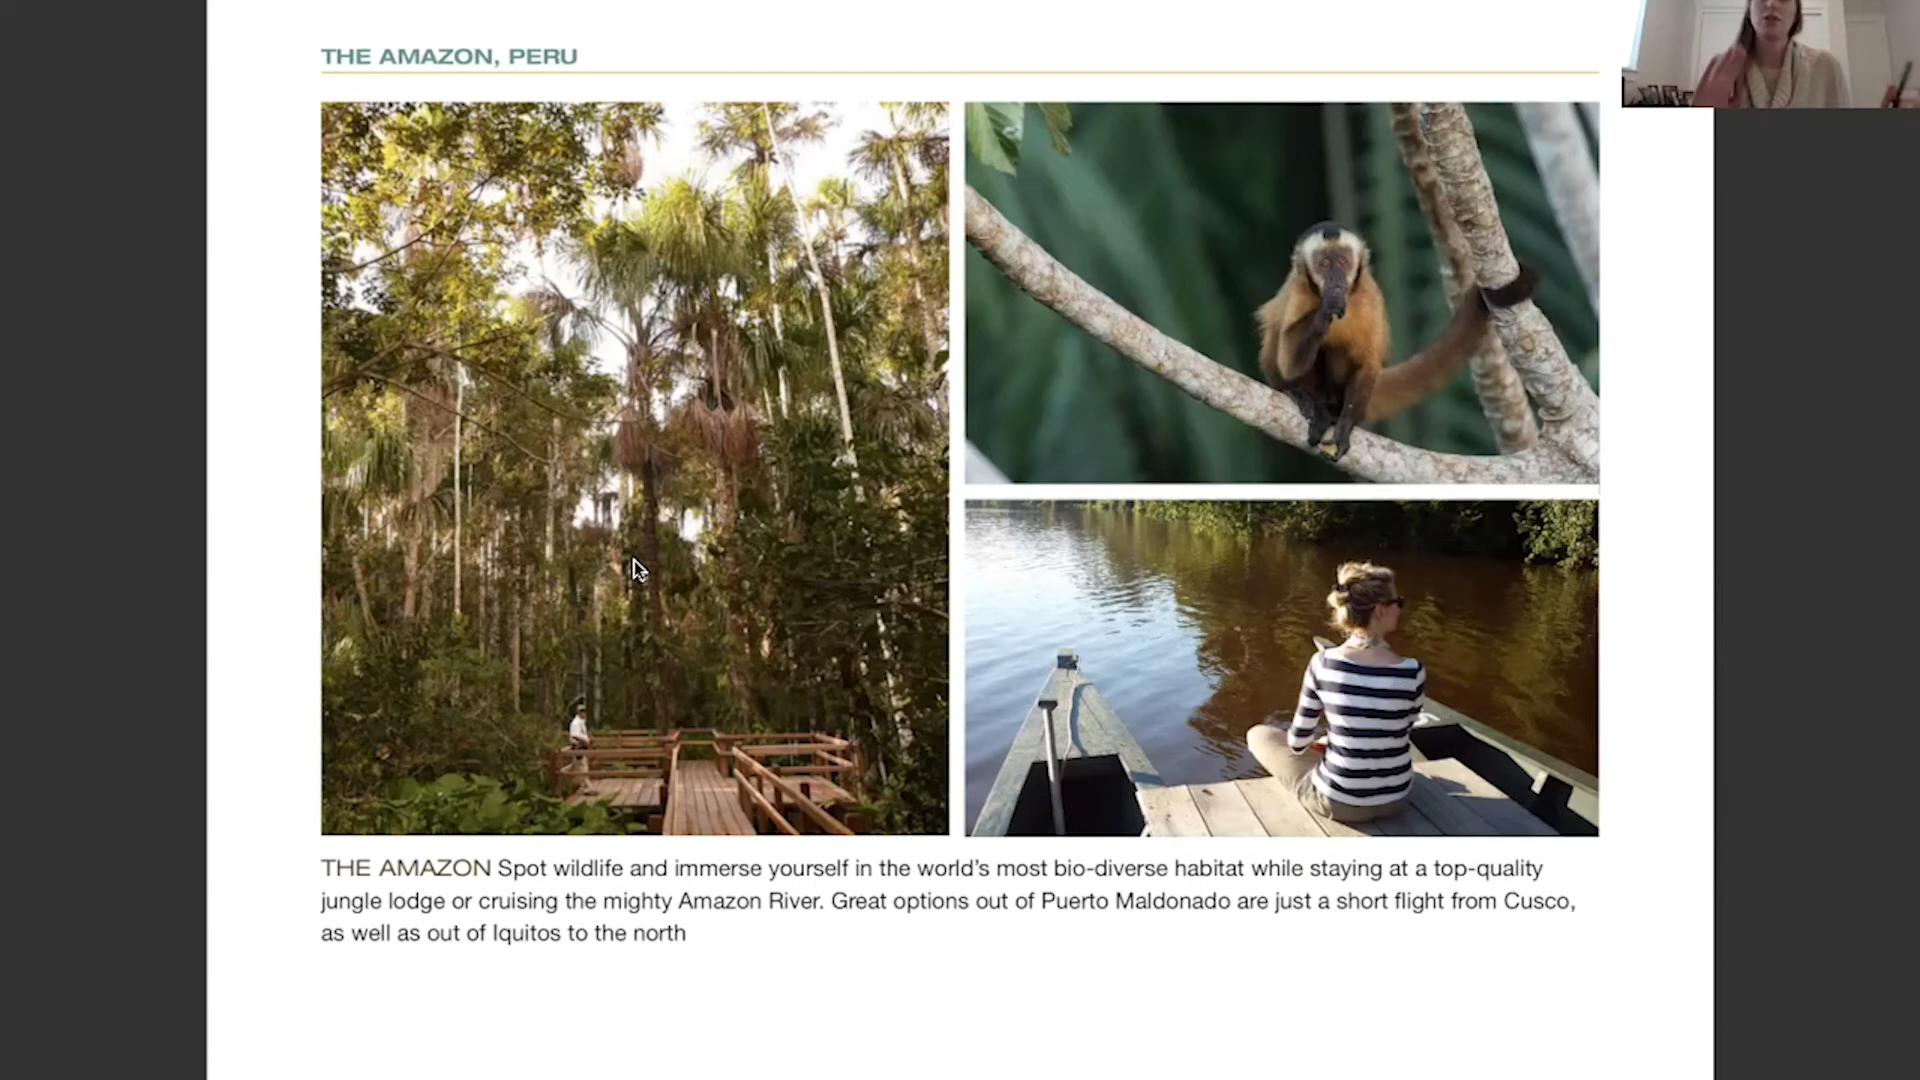 THE AMAZON, PERU
THE AMAZON Spot wildlife and immerse yourself in the world's most bio-diverse habitat while staying at a top-quality
jungle lodge or cruising the mighty Amazon River. Great options out of Puerto Maldonado are just a short flight from Cusco,
as well as out of Iquitos to the north